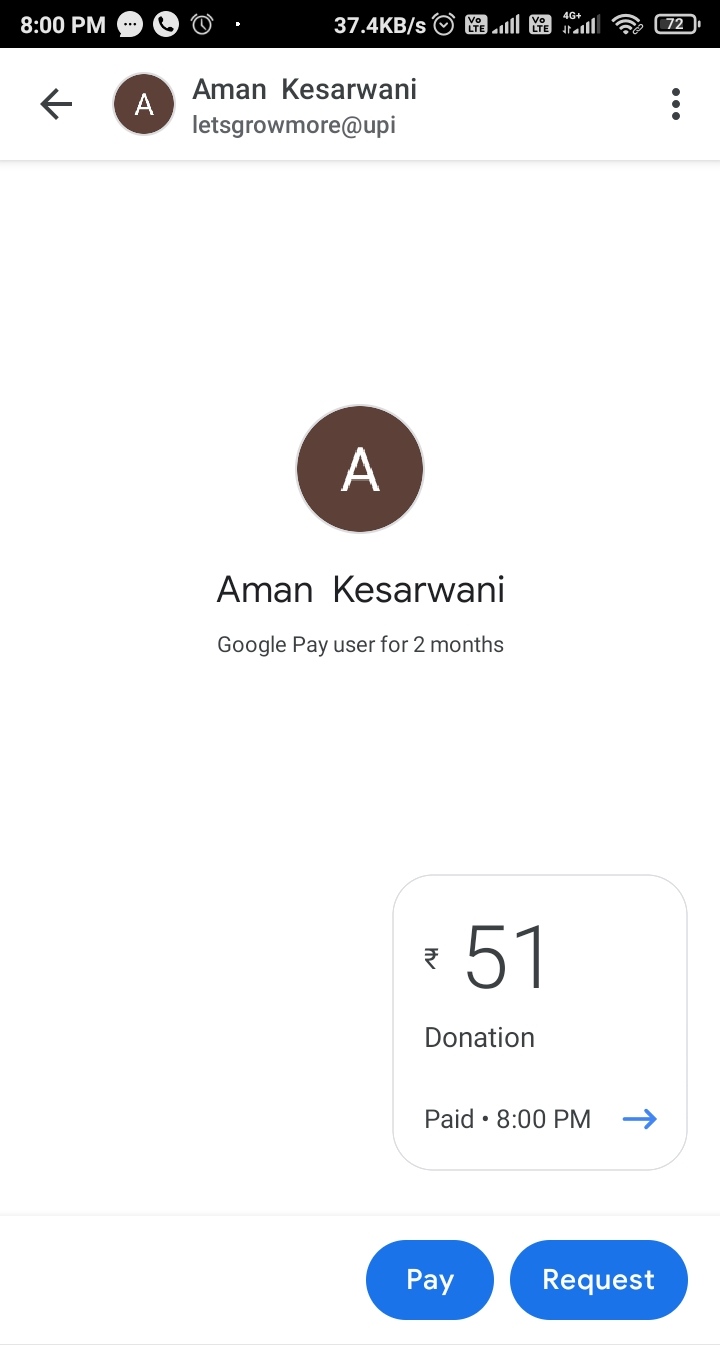 8:00 PM 37.4KB/s Vo LTE Vo LTE 4G+ 72
A Aman Kesarwani
letsgrowmore@upi
A
Aman Kesarwani
Google Pay user for 2 months
₹ 51
Donation
Paid • 8:00 PM
Pay Request